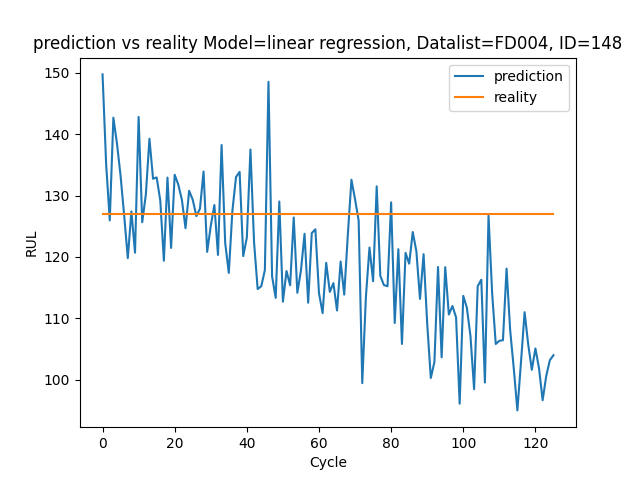 prediction vs reality Model=linear regression, Datalist=FD004, ID=148
prediction
reality
150
140
130
120
110
100
RUL
0 20 40 60 80 100 120
Cycle